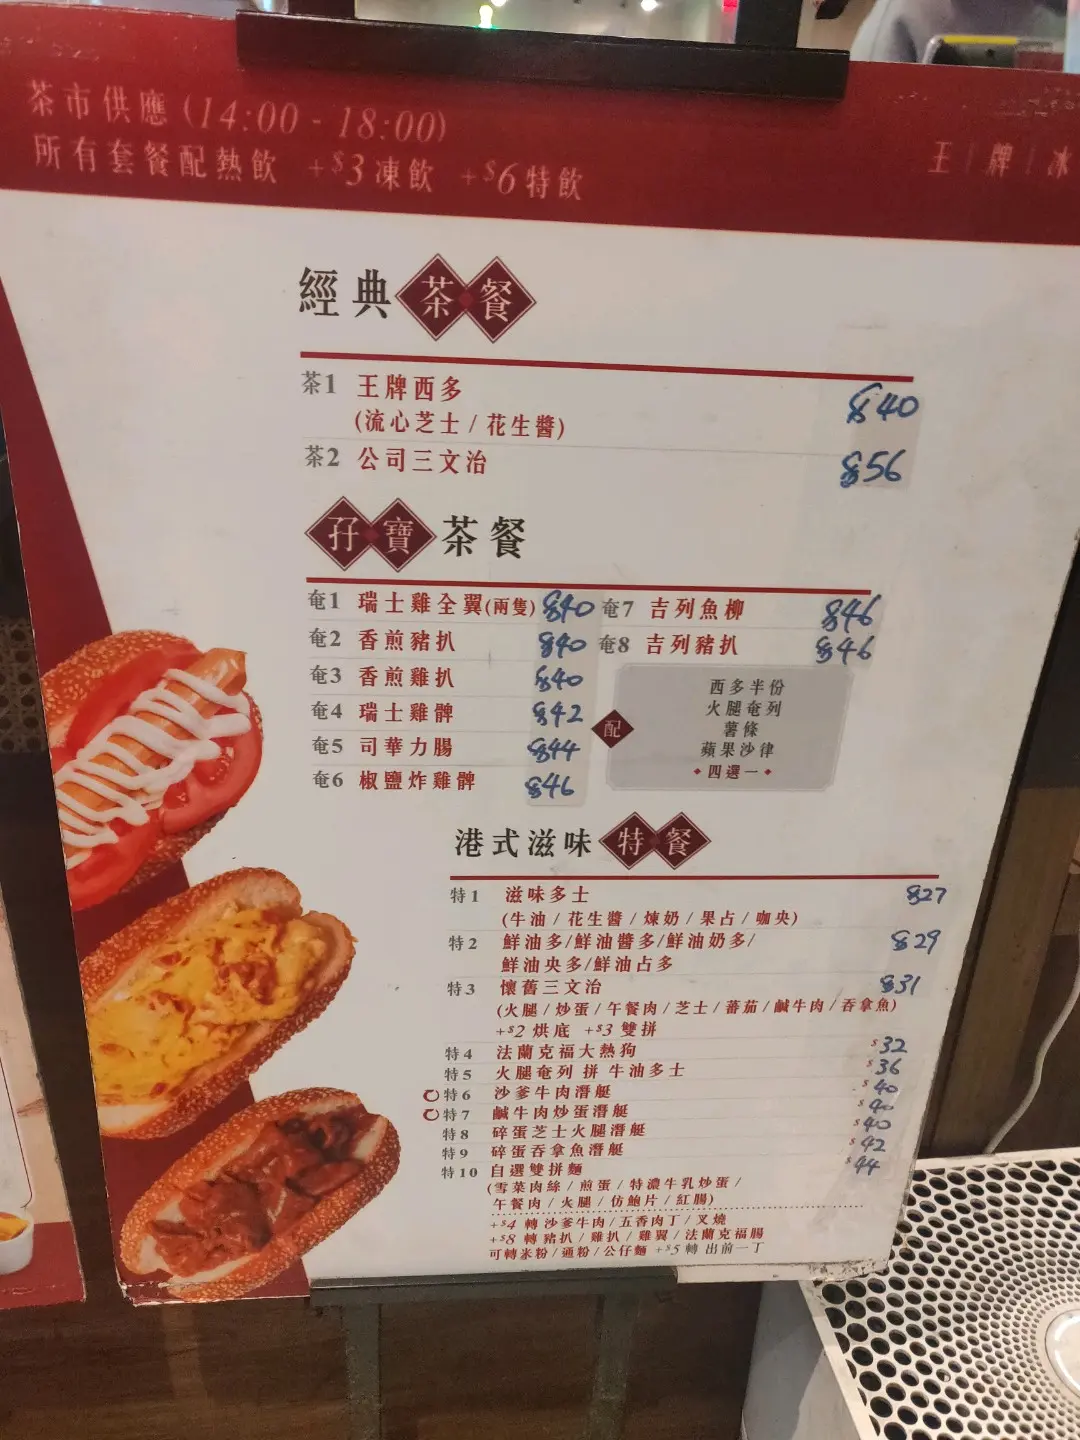 茶市供應 (14:00 - 18:00)
所有套餐配熱飲 +$3凍飲 +$6特飲
王 | 牌 | 冰
經典茶餐
茶1 王牌西多 $40
(流心芝士 / 花生醬)
茶2 公司三文治 $56
孖寶茶餐
奄1 瑞士雞全翼(兩隻) $40
奄2 香煎豬扒 $40
奄3 香煎雞扒 $40
奄4 瑞士雞髀 $42
奄5 司華力腸 $44
奄6 椒鹽炸雞髀 $46
奄7 吉列魚柳 $46
奄8 吉列豬扒 $46
配
西多半份
火腿奄列
薯條
蘋果沙律
四選一
港式滋味特餐
特1 滋味多士 $27
(牛油 / 花生醬 / 煉奶 / 果占 / 咖央)
特2 鮮油多/鮮油醬多/鮮油奶多/ $29
鮮油央多/鮮油占多
特3 懷舊三文治 $31
(火腿 / 炒蛋 / 午餐肉 / 芝士 / 蕃茄 / 鹹牛肉 / 吞拿魚)
+$2 烘底 +$3 雙拼
特4 法蘭克福大熱狗 $32
特5 火腿奄列 拼 牛油多士 $36
特6 沙爹牛肉潛艇 $40
特7 鹹牛肉炒蛋潛艇 $40
特8 碎蛋芝士火腿潛艇 $40
特9 碎蛋吞拿魚潛艇 $42
特10 自選雙拼麵 $44
(雪菜肉絲 / 煎蛋 / 特濃牛乳炒蛋 /
午餐肉 / 火腿 / 仿鮑片 / 紅腸)
+$4 轉 沙爹牛肉 / 五香肉丁 / 叉燒
+$8 轉 豬扒 / 雞扒 / 雞翼 / 法蘭克福腸
可轉米粉 / 通粉 / 公仔麵 +$5 轉 出前一丁